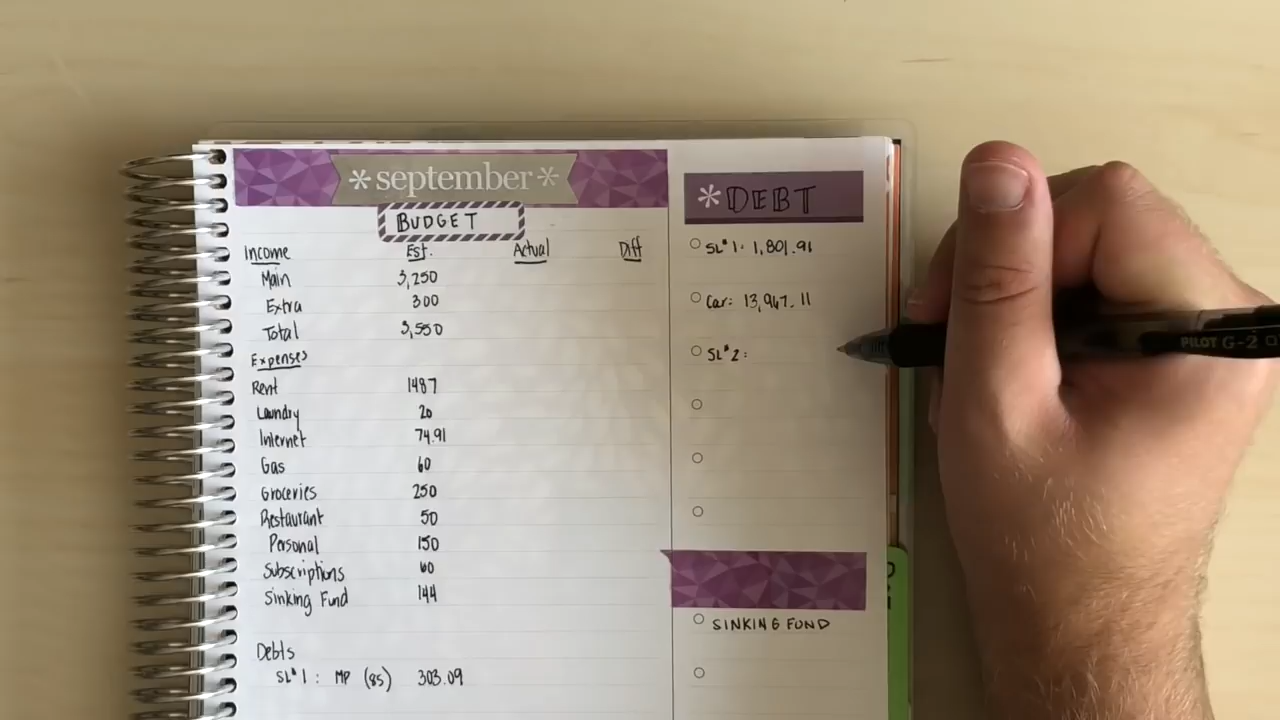 *september*
BUDGET
Income Est. Actual Diff
Main 3,250
Extra 300
Total 3,550
Expenses
Rent 1487
Laundry 20
Internet 74.91
Gas 60
Groceries 250
Restaurant 50
Personal 150
Subscriptions 60
Sinking Fund 144
Debts
SL#1: MP (85) 303.09
*DEBT
SL#1: 1,801.91
Car: 13,967.11
SL#2:
SINKING FUND
PILOT G-2